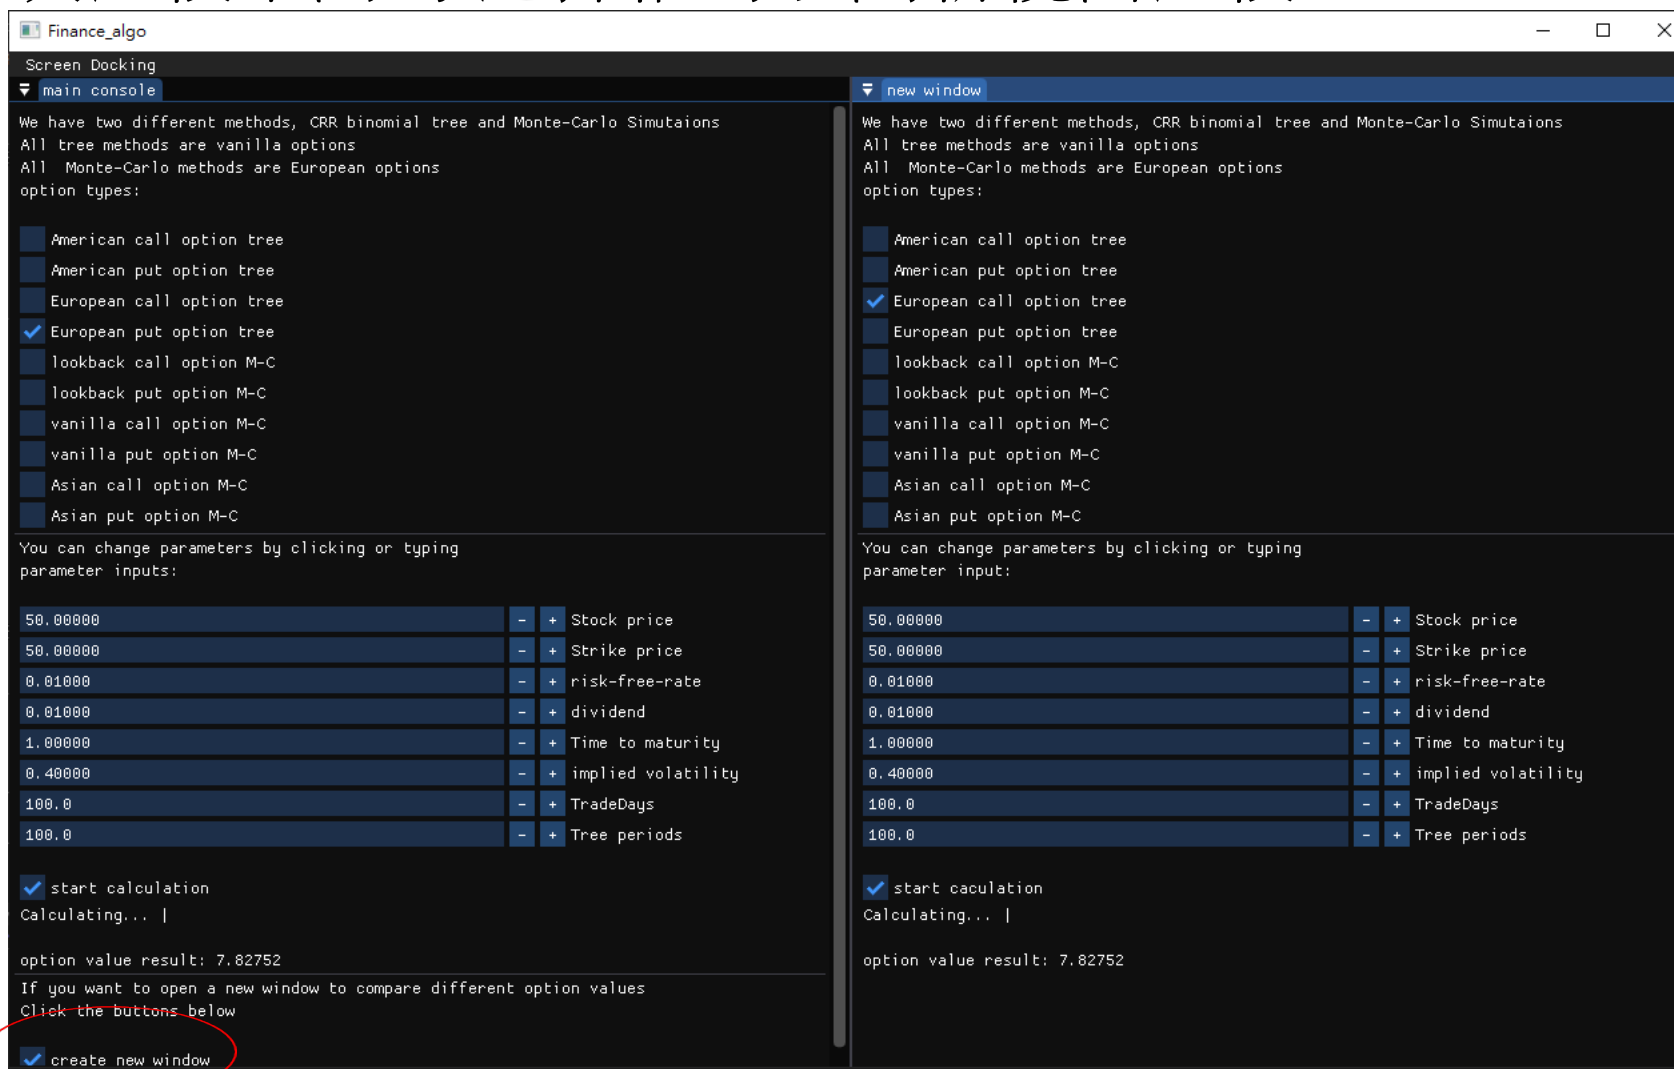 Finance_algo
Screen Docking
main console
We have two different methods, CRR binomial tree and Monte-Carlo Simutaions
All tree methods are vanilla options
All  Monte-Carlo methods are European options
option types:
American call option tree
American put option tree
European call option tree
European put option tree
lookback call option M-C
lookback put option M-C
vanilla call option M-C
vanilla put option M-C
Asian call option M-C
Asian put option M-C
You can change parameters by clicking or typing
parameter inputs:
50.00000 - + Stock price
50.00000 - + Strike price
0.01000 - + risk-free-rate
0.01000 - + dividend
1.00000 - + Time to maturity
0.40000 - + implied volatility
100.0 - + TradeDays
100.0 - + Tree periods
start calculation
Calculating... |
option value result: 7.82752
If you want to open a new window to compare different option values
Click the buttons below
create new window
new window
We have two different methods, CRR binomial tree and Monte-Carlo Simutaions
All tree methods are vanilla options
All  Monte-Carlo methods are European options
option types:
American call option tree
American put option tree
European call option tree
European put option tree
lookback call option M-C
lookback put option M-C
vanilla call option M-C
vanilla put option M-C
Asian call option M-C
Asian put option M-C
You can change parameters by clicking or typing
parameter input:
50.00000 - + Stock price
50.00000 - + Strike price
0.01000 - + risk-free-rate
0.01000 - + dividend
1.00000 - + Time to maturity
0.40000 - + implied volatility
100.0 - + TradeDays
100.0 - + Tree periods
start caculation
Calculating... |
option value result: 7.82752